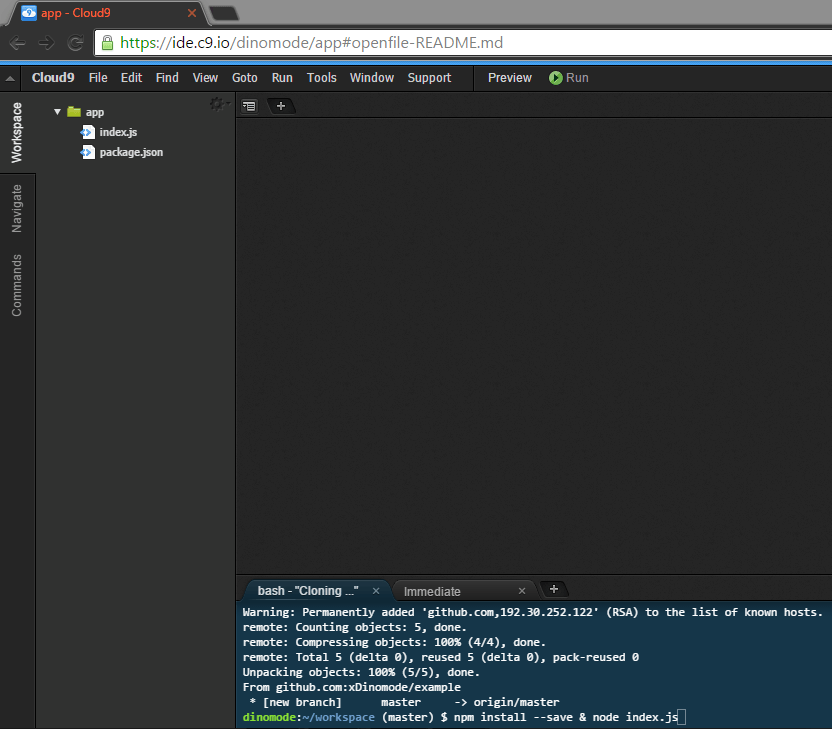 app - Cloud9
https://ide.c9.io/dinomode/app#openfile-README.md
Cloud9 File Edit Find View Goto Run Tools Window Support Preview Run
Workspace
Navigate
Commands
app
index.js
package.json
bash - "Cloning ..." Immediate
Warning: Permanently added 'github.com,192.30.252.122' (RSA) to the list of known hosts.
remote: Counting objects: 5, done.
remote: Compressing objects: 100% (4/4), done.
remote: Total 5 (delta 0), reused 5 (delta 0), pack-reused 0
Unpacking objects: 100% (5/5), done.
From github.com:xDinomode/example
 * [new branch]      master     -> origin/master
dinomode:~/workspace (master) $ npm install --save & node index.js